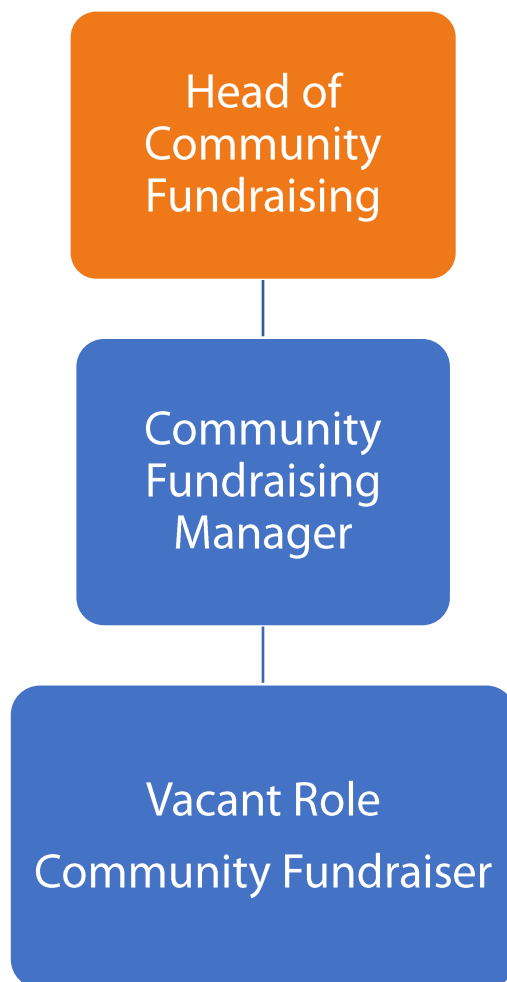 Head of
Community
Fundraising
Community
Fundraising
Manager
Vacant Role
Community Fundraiser